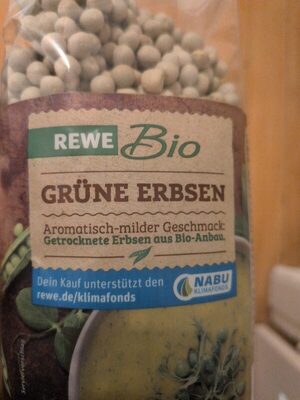 REWE Bio
GRÜNE ERBSEN
Aromatisch-milder Geschmack:
Getrocknete Erbsen aus Bio-Anbau.
Dein Kauf unterstützt den
rewe.de/klimafonds
NABU
KLIMAFONDS
Serviervorschlag